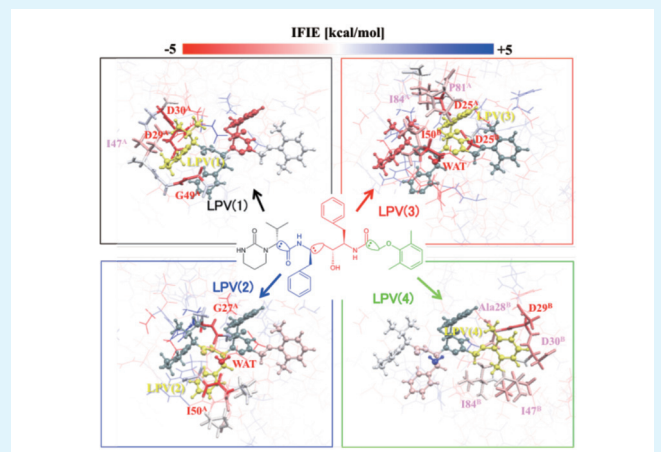 IFIE [kcal/mol]
-5 +5
D30ᴬ
D29ᴬ
I47ᴬ
LPV(1)
G49ᴬ
LPV(1)
P81ᴬ
I84ᴬ
D25ᴬ
LPV(3)
I50ᴮ
D25ᴮ
WAT
LPV(3)
H
N
O
HN
N
O
OH
N
H
O
O
LPV(2)
G27ᴬ
WAT
LPV(2)
I50ᴬ
LPV(4)
Ala28ᴮ
D29ᴮ
LPV(4)
D30ᴮ
I84ᴮ
I47ᴮ